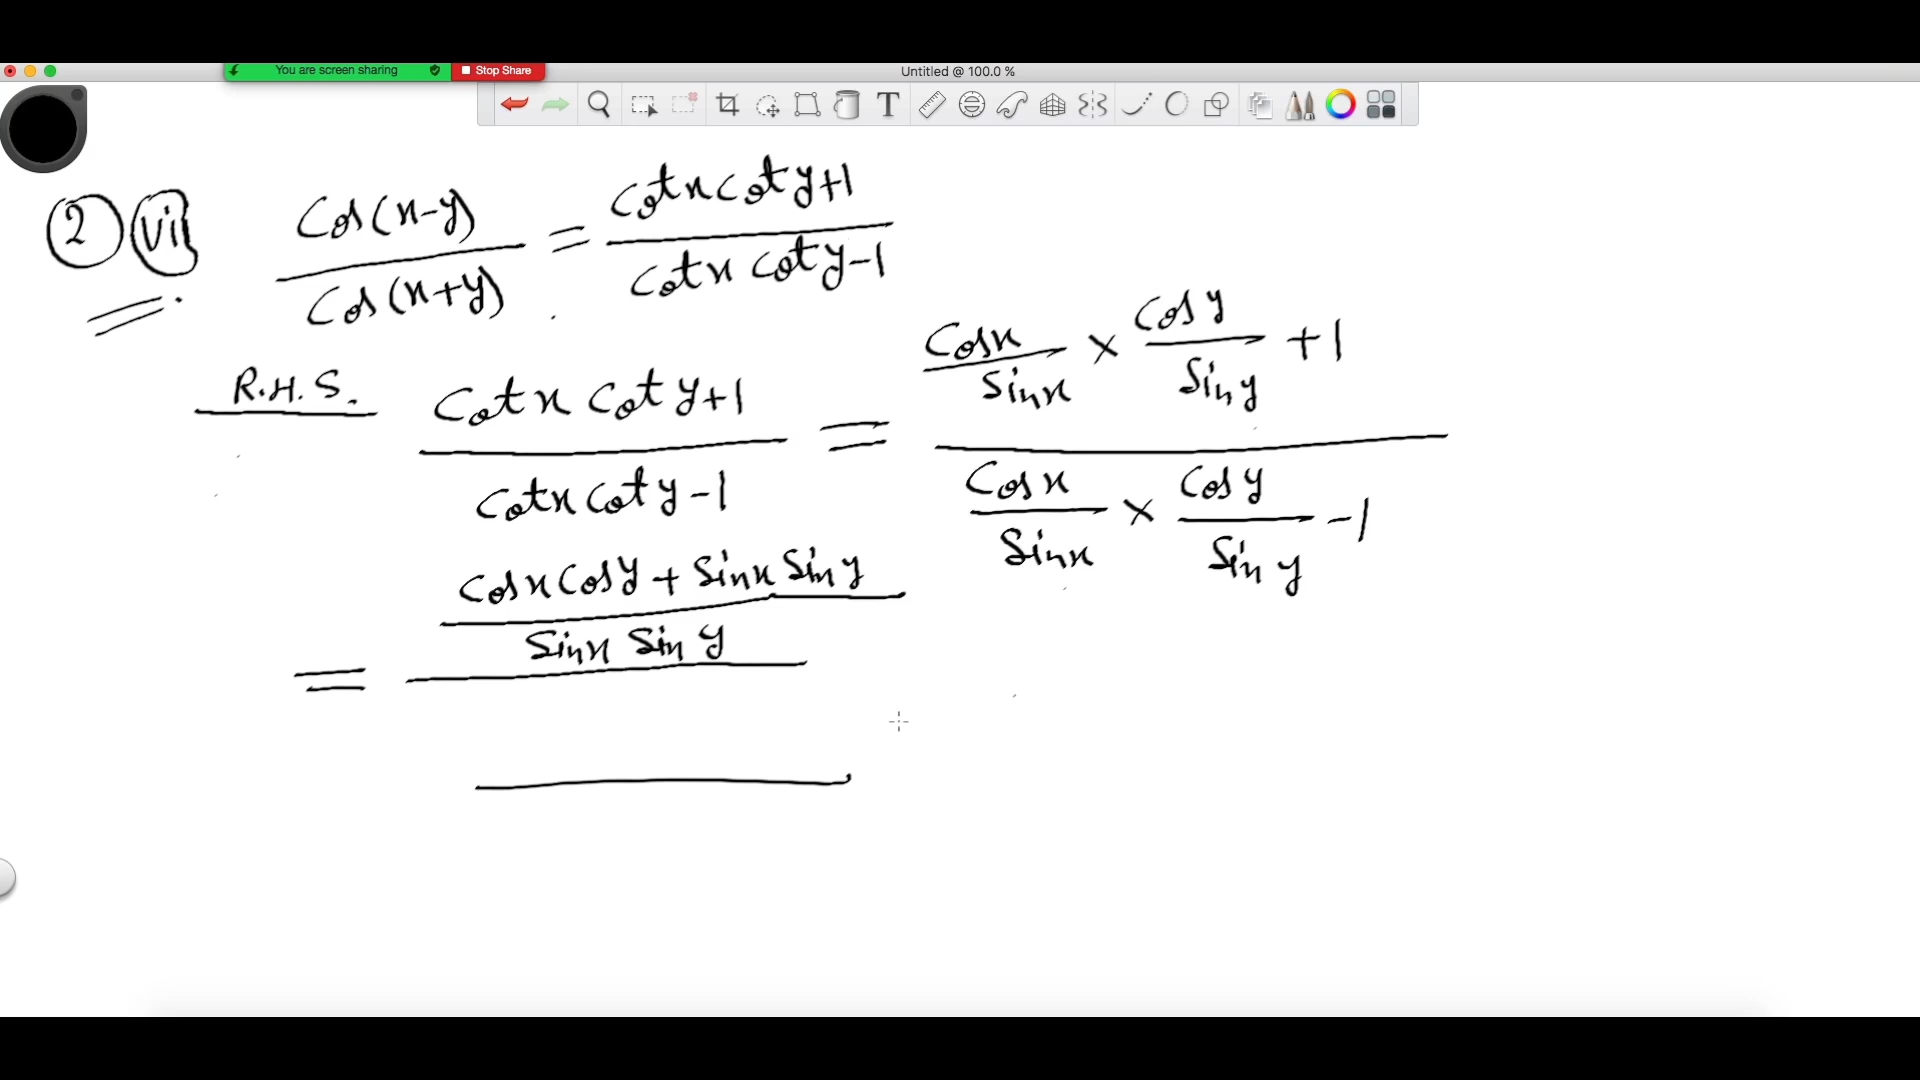 You are screen sharing Stop Share Untitled @ 100.0 %
T
2 Vii Cos(x-y) / Cos(x+y) = Cotx Coty+1 / Cotx Coty-1
R.H.S. Cotx Coty+1 / Cotx Coty-1 = Cosx/Sinx × Cosy/Siny +1 / Cosx/Sinx × Cosy/Siny -1
= Cosx Cosy + Sinx Siny / Sinx Siny